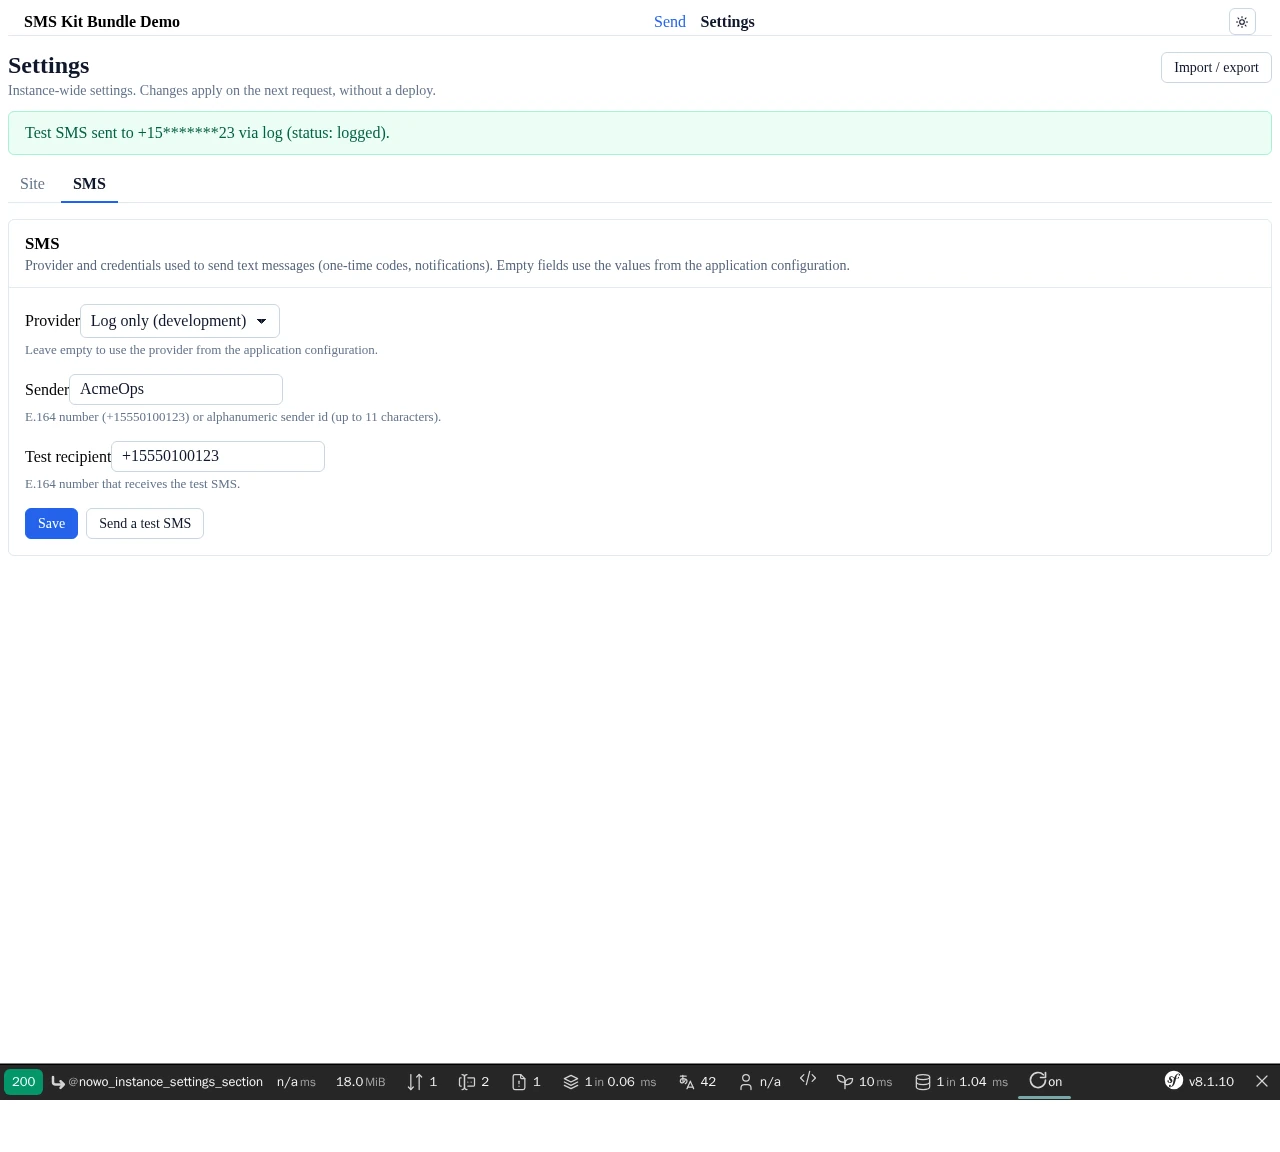 SMS Kit Bundle Demo
Send Settings
Settings
Import / export
Instance-wide settings. Changes apply on the next request, without a deploy.
Test SMS sent to +15*******23 via log (status: logged).
Site SMS
SMS
Provider and credentials used to send text messages (one-time codes, notifications). Empty fields use the values from the application configuration.
Provider Log only (development)
Leave empty to use the provider from the application configuration.
Sender AcmeOps
E.164 number (+15550100123) or alphanumeric sender id (up to 11 characters).
Test recipient +15550100123
E.164 number that receives the test SMS.
Save Send a test SMS
200 @nowo_instance_settings_section n/a ms 18.0 MiB 1 2 1 1 in 0.06 ms 42 n/a 10 ms 1 in 1.04 ms on v8.1.10